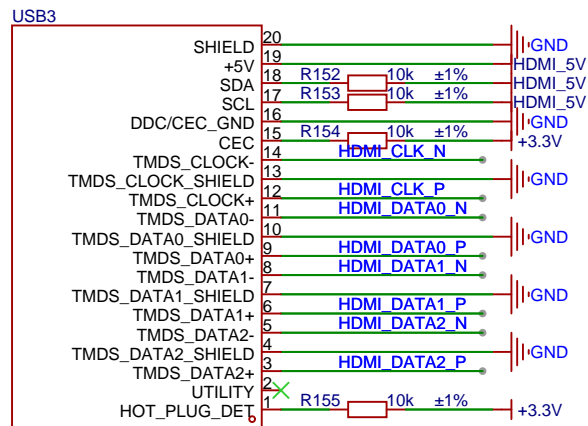 USB3
SHIELD 20 GND
+5V 19 HDMI_5V
SDA 18 R152 10k ±1% HDMI_5V
SCL 17 R153 10k ±1% HDMI_5V
DDC/CEC_GND 16 GND
CEC 15 R154 10k ±1% +3.3V
TMDS_CLOCK- 14 HDMI_CLK_N
TMDS_CLOCK_SHIELD 13 GND
TMDS_CLOCK+ 12 HDMI_CLK_P
TMDS_DATA0- 11 HDMI_DATA0_N
TMDS_DATA0_SHIELD 10 GND
TMDS_DATA0+ 9 HDMI_DATA0_P
TMDS_DATA1- 8 HDMI_DATA1_N
TMDS_DATA1_SHIELD 7 GND
TMDS_DATA1+ 6 HDMI_DATA1_P
TMDS_DATA2- 5 HDMI_DATA2_N
TMDS_DATA2_SHIELD 4 GND
TMDS_DATA2+ 3 HDMI_DATA2_P
UTILITY 2
HOT_PLUG_DET 1 R155 10k ±1% +3.3V